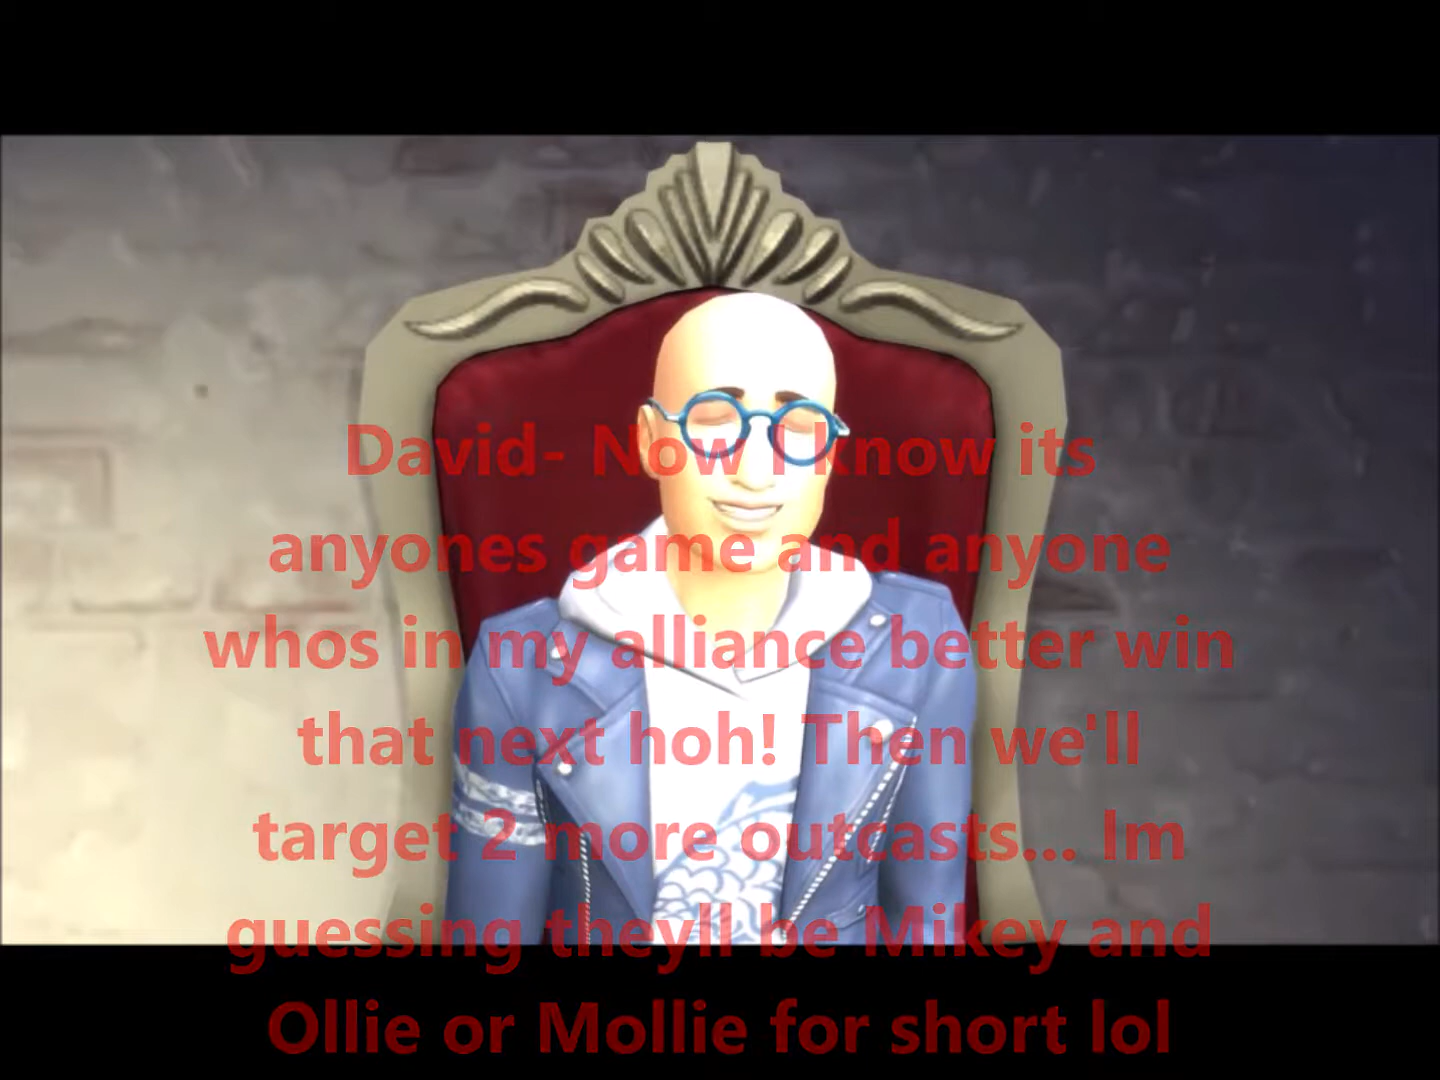 David- Now I know its
anyones game and anyone
whos in my alliance better win
that next hoh! Then we'll
target 2 more outcasts... Im
guessing theyll be Mikey and
Ollie or Mollie for short lol